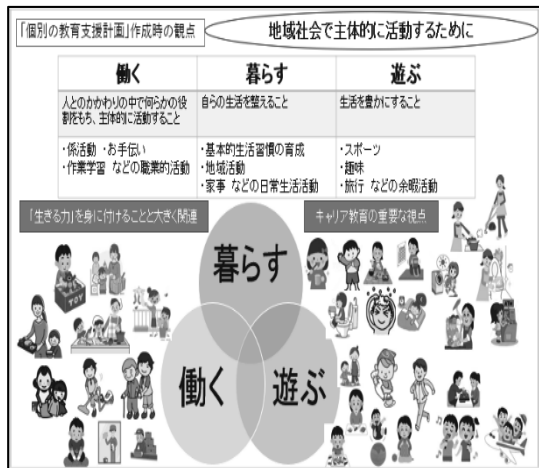 「個別の教育支援計画」作成時の観点
地域社会で主体的に活動するために
働く
暮らす
遊ぶ
人とのかかわりの中で何らかの役
割をもち、主体的に活動すること
自らの生活を整えること
生活を豊かにすること
・係活動 ・お手伝い
・作業学習 などの職業的活動
・基本的生活習慣の育成
・地域活動
・家事 などの日常生活活動
・スポーツ
・趣味
・旅行 などの余暇活動
「生きる力」を身に付けることと大きく関連
キャリア教育の重要な視点
暮らす
働く
遊ぶ
TOY